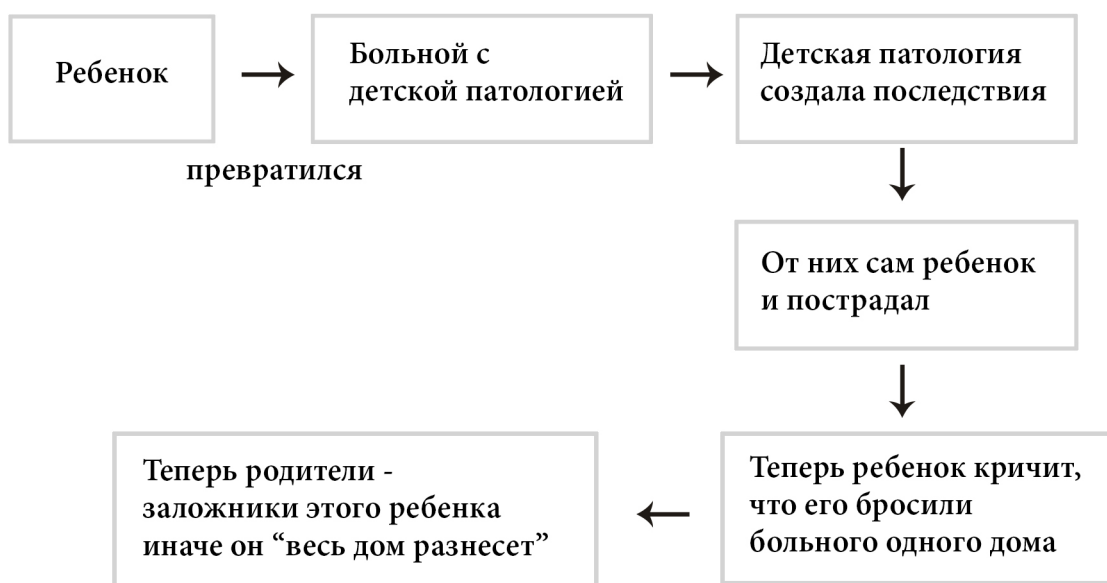 Ребенок
превратился
Больной с
детской патологией
Детская патология
создала последствия
От них сам ребенок
и пострадал
Теперь ребенок кричит,
что его бросили
больного одного дома
Теперь родители -
заложники этого ребенка
иначе он “весь дом разнесет”